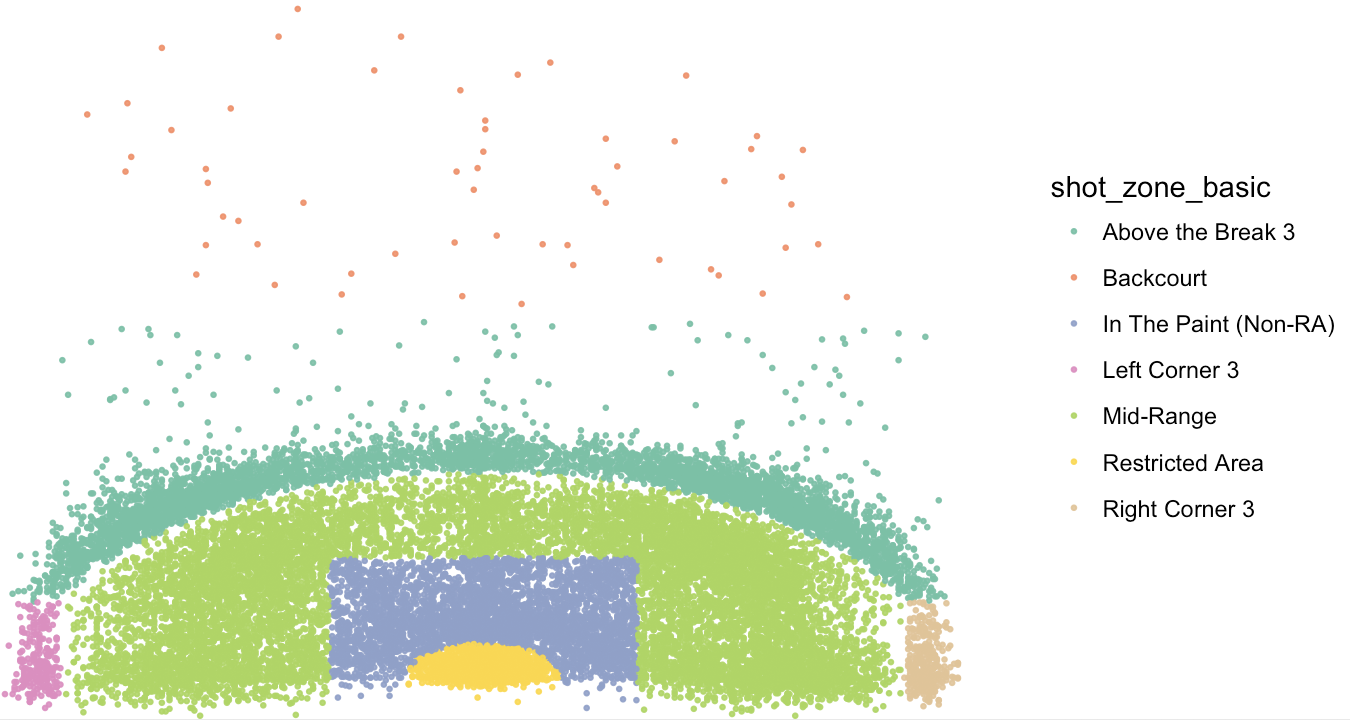 shot_zone_basic
Above the Break 3
Backcourt
In The Paint (Non-RA)
Left Corner 3
Mid-Range
Restricted Area
Right Corner 3